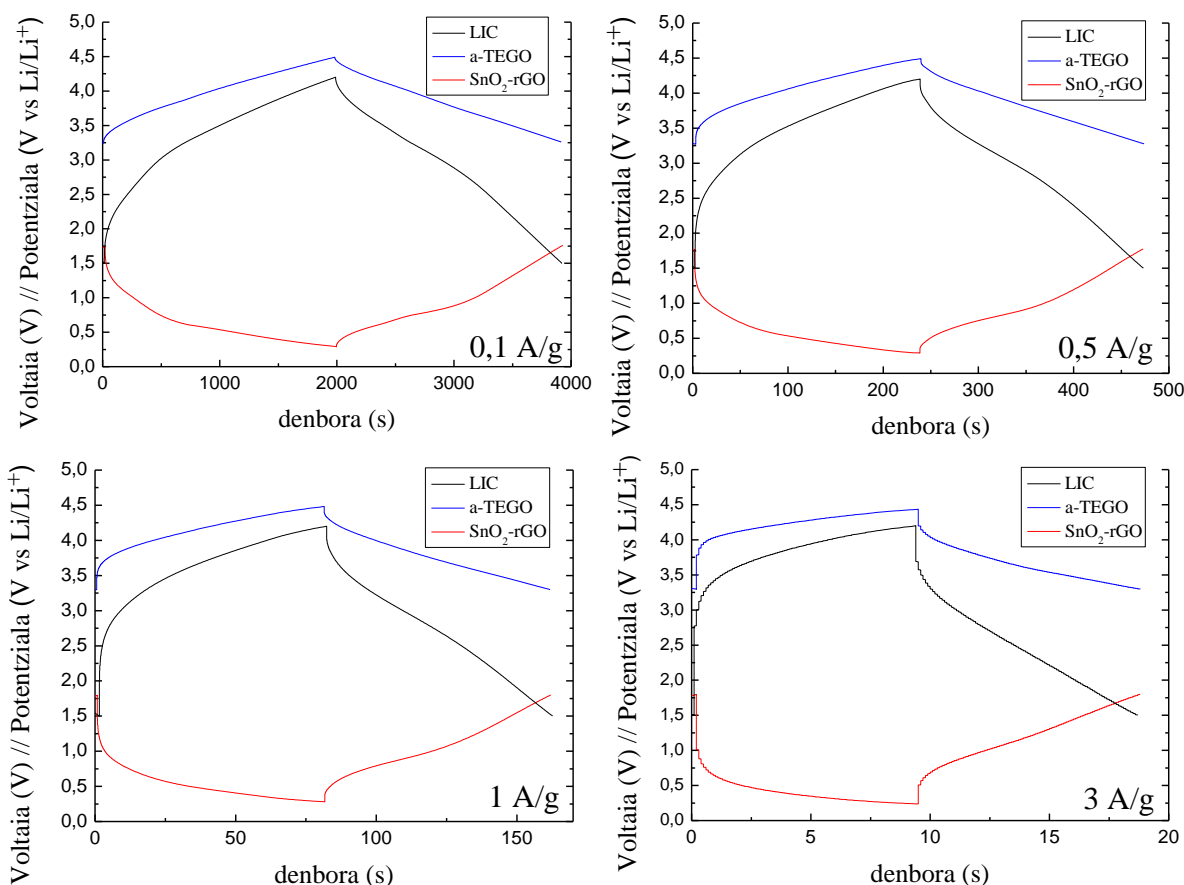 Voltaia (V) // Potentziala (V vs Li/Li+)
5,0
4,5
4,0
3,5
3,0
2,5
2,0
1,5
1,0
0,5
0,0
LIC
a-TEGO
SnO2-rGO
0,1 A/g
0 1000 2000 3000 4000
denbora (s)
Voltaia (V) // Potentziala (V vs Li/Li+)
5,0
4,5
4,0
3,5
3,0
2,5
2,0
1,5
1,0
0,5
0,0
LIC
a-TEGO
SnO2-rGO
0,5 A/g
0 100 200 300 400 500
denbora (s)
Voltaia (V) // Potentziala (V vs Li/Li+)
5,0
4,5
4,0
3,5
3,0
2,5
2,0
1,5
1,0
0,5
0,0
LIC
a-TEGO
SnO2-rGO
1 A/g
0 50 100 150
denbora (s)
Voltaia (V) // Potentziala (V vs Li/Li+)
5,0
4,5
4,0
3,5
3,0
2,5
2,0
1,5
1,0
0,5
0,0
LIC
a-TEGO
SnO2-rGO
3 A/g
0 5 10 15 20
denbora (s)